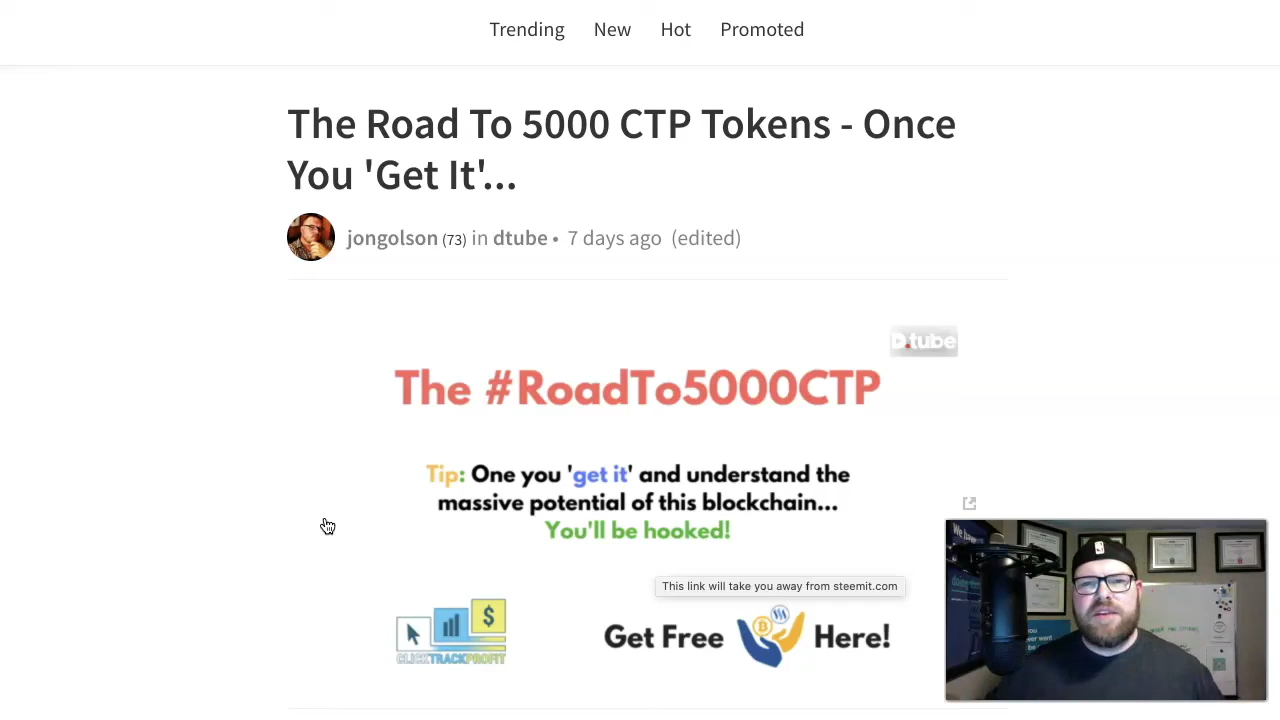 Trending New Hot Promoted
The Road To 5000 CTP Tokens - Once
You 'Get It'...
jongolson (73) in dtube • 7 days ago (edited)
D.tube
The #RoadTo5000CTP
Tip: One you 'get it' and understand the
massive potential of this blockchain...
You'll be hooked!
This link will take you away from steemit.com
$
CLICKTRACKPROFIT
Get Free Here!